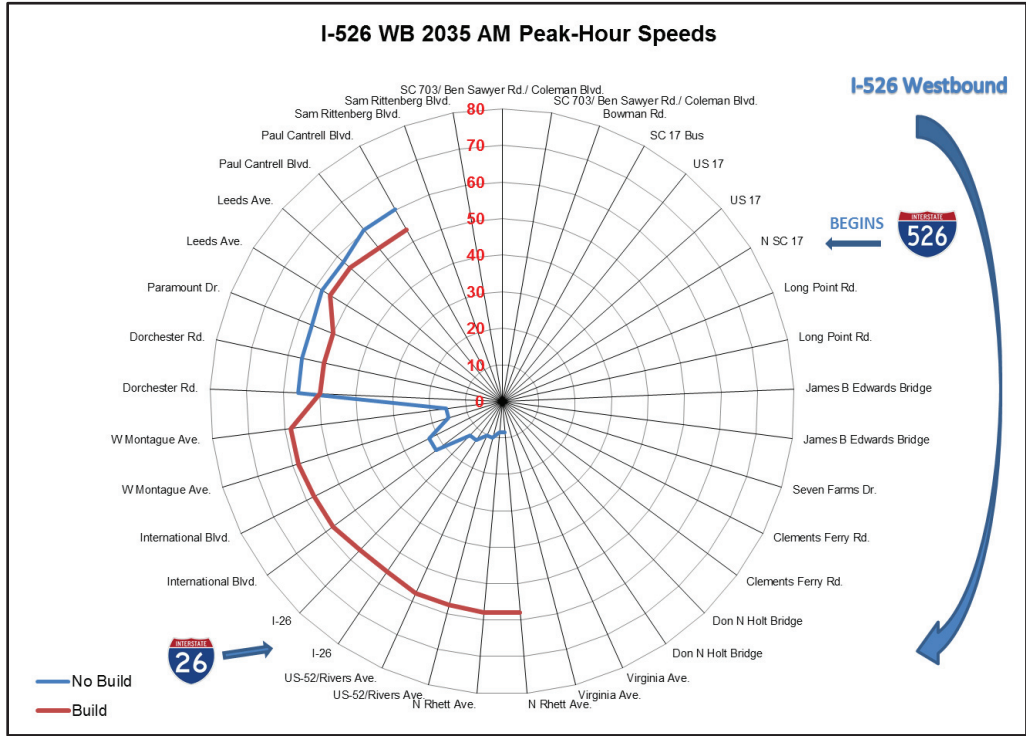 I-526 WB 2035 AM Peak-Hour Speeds
I-526 Westbound
SC 703/ Ben Sawyer Rd./ Coleman Blvd.
SC 703/ Ben Sawyer Rd./ Coleman Blvd.
Bowman Rd.
SC 17 Bus
US 17
US 17
N SC 17
BEGINS
INTERSTATE
526
Long Point Rd.
Long Point Rd.
James B Edwards Bridge
James B Edwards Bridge
Seven Farms Dr.
Clements Ferry Rd.
Clements Ferry Rd.
Don N Holt Bridge
Don N Holt Bridge
Virginia Ave.
Virginia Ave.
N Rhett Ave.
N Rhett Ave.
US-52/Rivers Ave.
US-52/Rivers Ave.
I-26
I-26
International Blvd.
International Blvd.
W Montague Ave.
W Montague Ave.
Dorchester Rd.
Dorchester Rd.
Paramount Dr.
Leeds Ave.
Leeds Ave.
Paul Cantrell Blvd.
Paul Cantrell Blvd.
Sam Rittenberg Blvd.
Sam Rittenberg Blvd.
80
70
60
50
40
30
20
10
0
INTERSTATE
26
No Build
Build